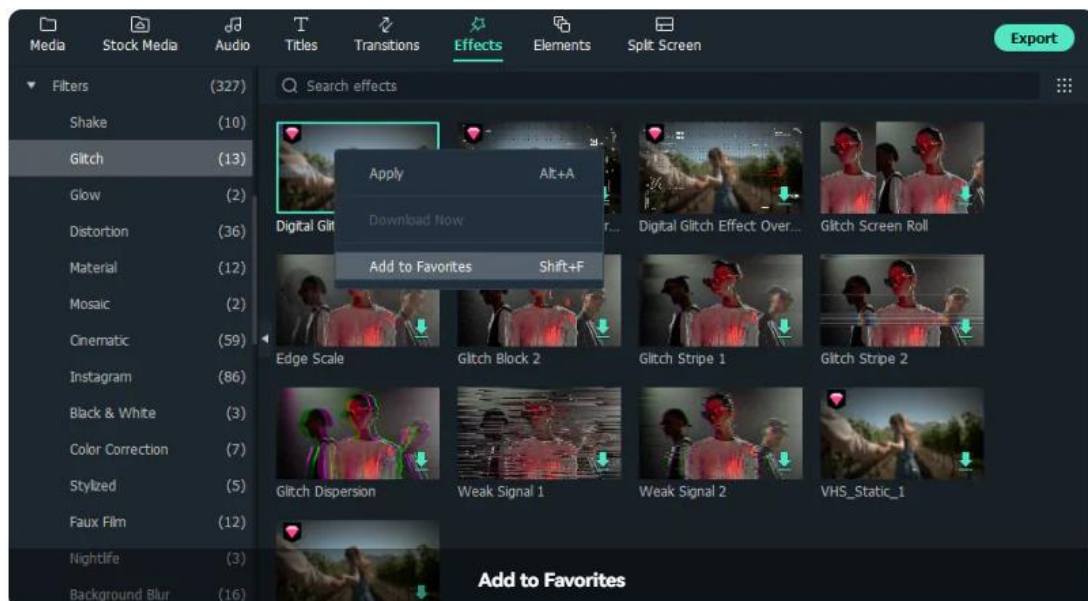 Media Stock Media Audio Titles Transitions Effects Elements Split Screen Export
Filters (327)
Search effects
Shake (10)
Glitch (13)
Glow (2)
Distortion (36)
Material (12)
Mosaic (2)
Cinematic (59)
Instagram (86)
Black & White (3)
Color Correction (7)
Stylized (5)
Faux Film (12)
Nightlife (3)
Background Blur (16)
Apply Alt+A
Download Now
Add to Favorites Shift+F
Digital Glit
r... Digital Glitch Effect Over... Glitch Screen Roll
Edge Scale Glitch Block 2 Glitch Stripe 1 Glitch Stripe 2
Glitch Dispersion Weak Signal 1 Weak Signal 2 VHS_Static_1
Add to Favorites